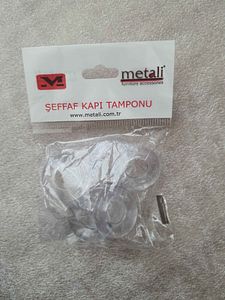 metali
furniture accessories
ŞEFFAF KAPI TAMPONU
www.metali.com.tr